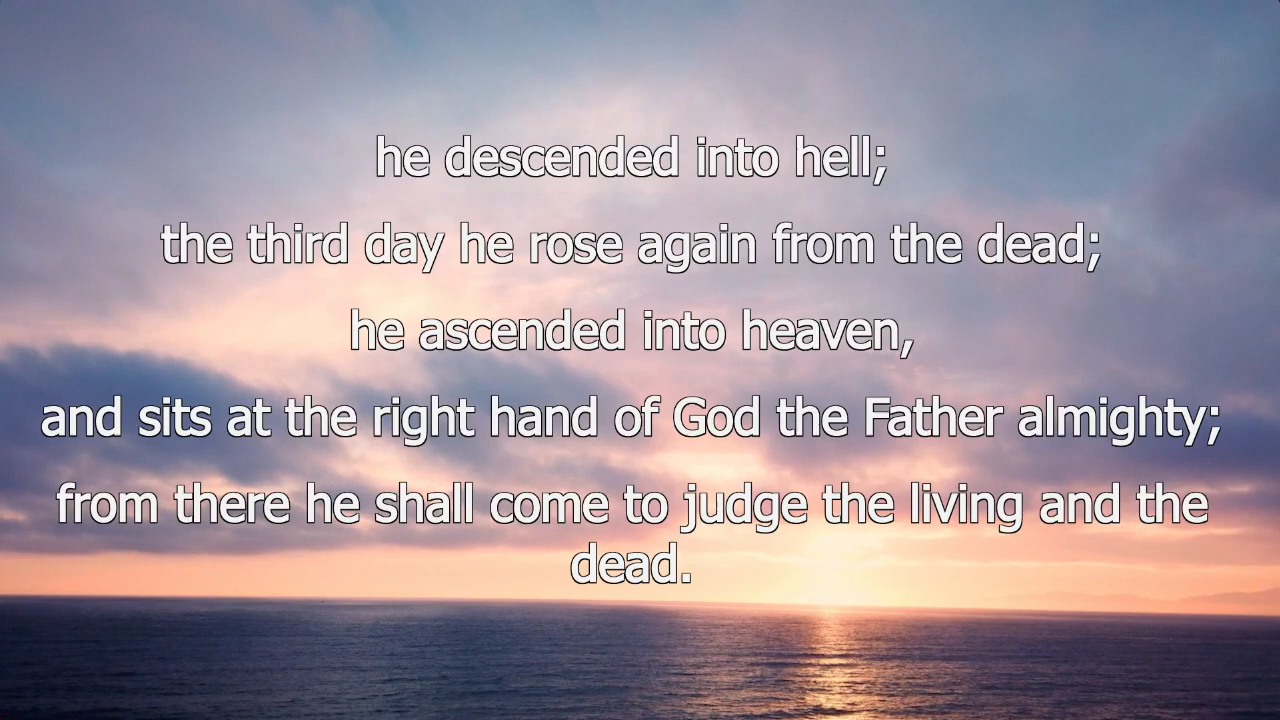 he descended into hell;
the third day he rose again from the dead;
he ascended into heaven,
and sits at the right hand of God the Father almighty;
from there he shall come to judge the living and the
dead.